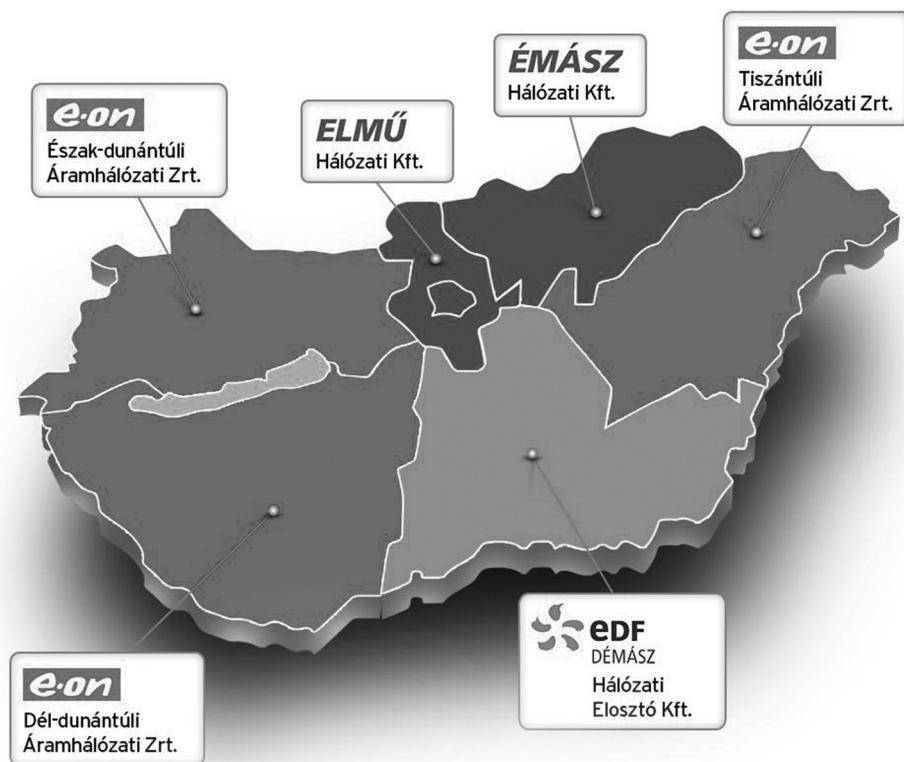 e·on
Észak-dunántúli
Áramhálózati Zrt.
ELMŰ
Hálózati Kft.
ÉMÁSZ
Hálózati Kft.
e·on
Tiszántúli
Áramhálózati Zrt.
e·on
Dél-dunántúli
Áramhálózati Zrt.
eDF
DÉMÁSZ
Hálózati
Elosztó Kft.